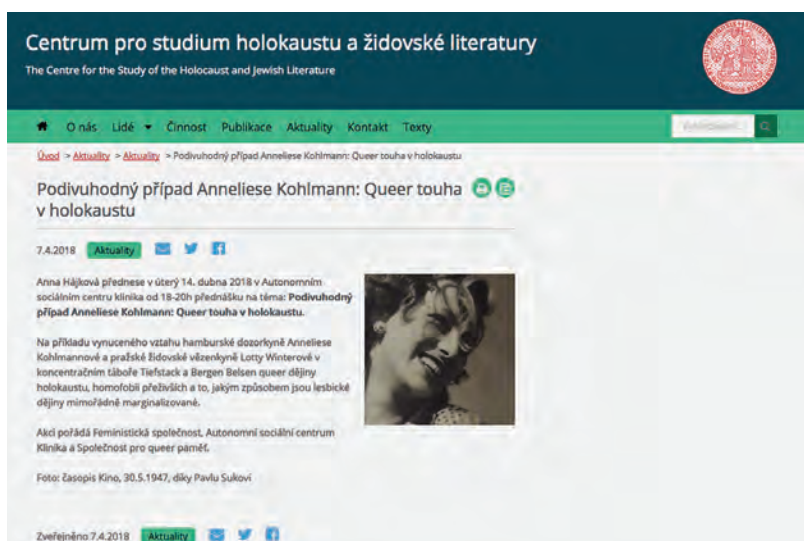 Centrum pro studium holokaustu a židovské literatury
The Centre for the Study of the Holocaust and Jewish Literature
O nás Lidé Činnost Publikace Aktuality Kontakt Texty
Úvod > Aktuality > Aktuality > Podivuhodný případ Anneliese Kohlmann: Queer touha v holokaustu
Podivuhodný případ Anneliese Kohlmann: Queer touha
v holokaustu
7.4.2018 Aktuality
Anna Hájková přednese v úterý 14. dubna 2018 v Autonomním
sociálním centru klinika od 18-20h přednášku na téma: Podivuhodný
případ Anneliese Kohlmann: Queer touha v holokaustu.
Na příkladu vynuceného vztahu hamburské dozorkyně Anneliese
Kohlmannové a pražské židovské vězenkyně Lotty Winterové v
koncentračním táboře Tiefstack a Bergen Belsen queer dějiny
holokaustu, homofobii přeživších a to, jakým způsobem jsou lesbické
dějiny mimořádně marginalizované.
Akci pořádá Feministická společnost, Autonomní sociální centrum
Klinika a Společnost pro queer paměť.
Foto: časopis Kino, 30.5.1947, díky Pavlu Sukovi
Zveřejněno 7.4.2018 Aktuality